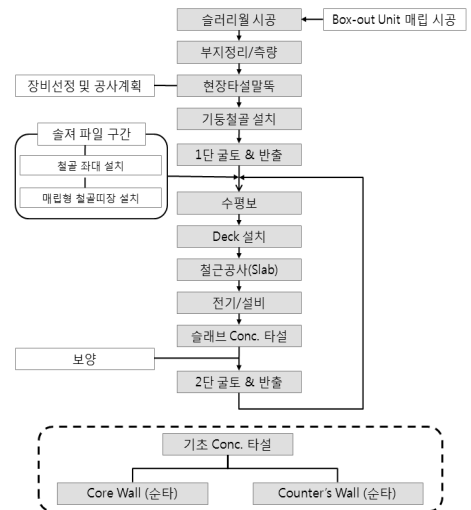 슬러리월 시공
Box-out Unit 매립 시공
부지정리/측량
장비선정 및 공사계획
현장타설말뚝
기둥철골 설치
솔져 파일 구간
철골 좌대 설치
매립형 철골띠장 설치
1단 굴토 & 반출
수평보
Deck 설치
철근공사(Slab)
전기/설비
슬래브 Conc. 타설
보양
2단 굴토 & 반출
기초 Conc. 타설
Core Wall (순타)
Counter's Wall (순타)